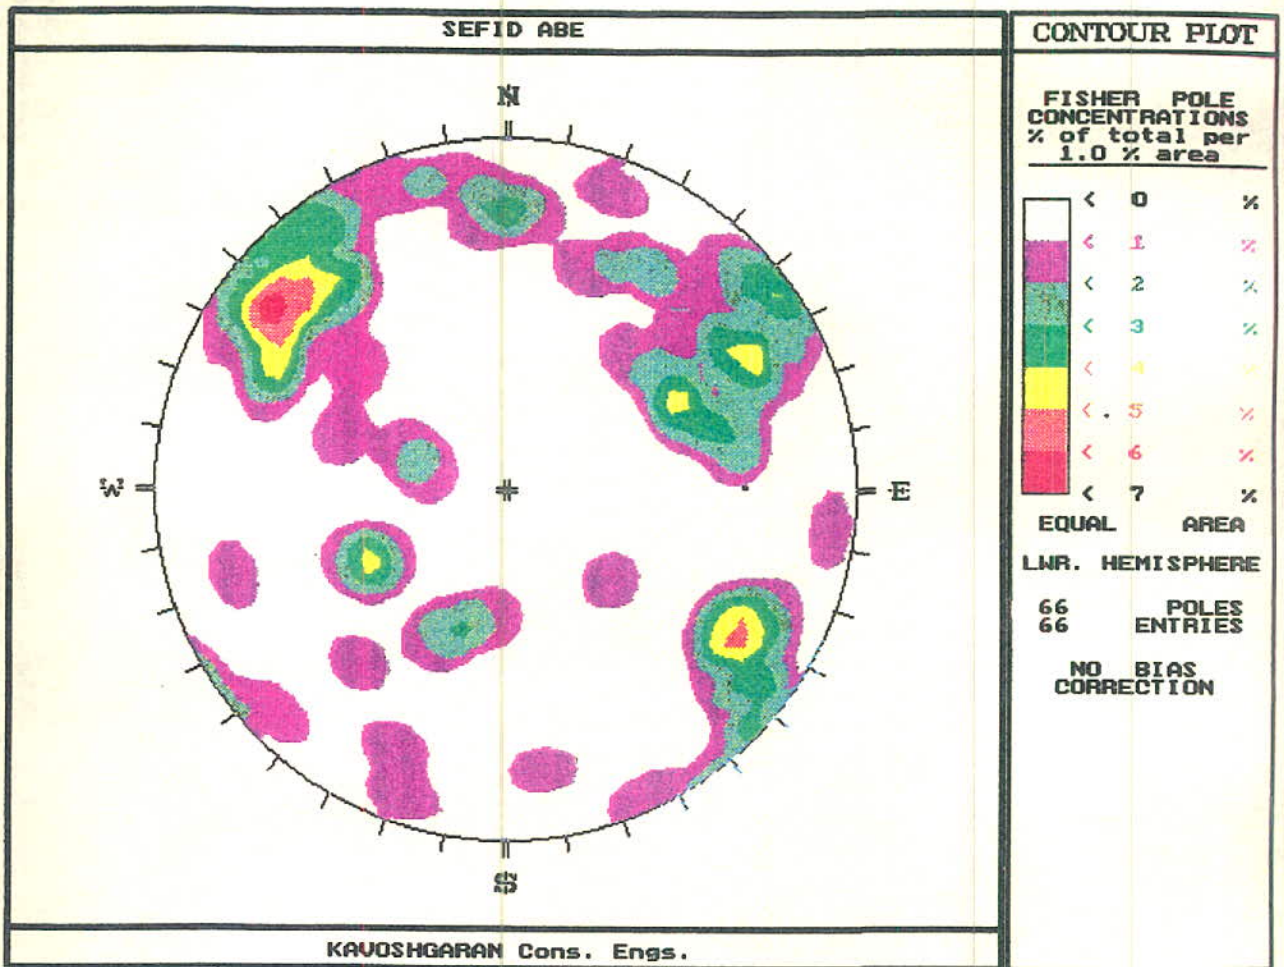 SEFID ABE
CONTOUR PLOT
N
W
E
S
FISHER POLE
CONCENTRATIONS
% of total per
1.0 % area
< 0 %
< 1 %
< 2 %
< 3 %
< 4 %
< 5 %
< 6 %
< 7 %
EQUAL AREA
LWR. HEMISPHERE
66 POLES
66 ENTRIES
NO BIAS
CORRECTION
KAVOSHGARAN Cons. Engs.